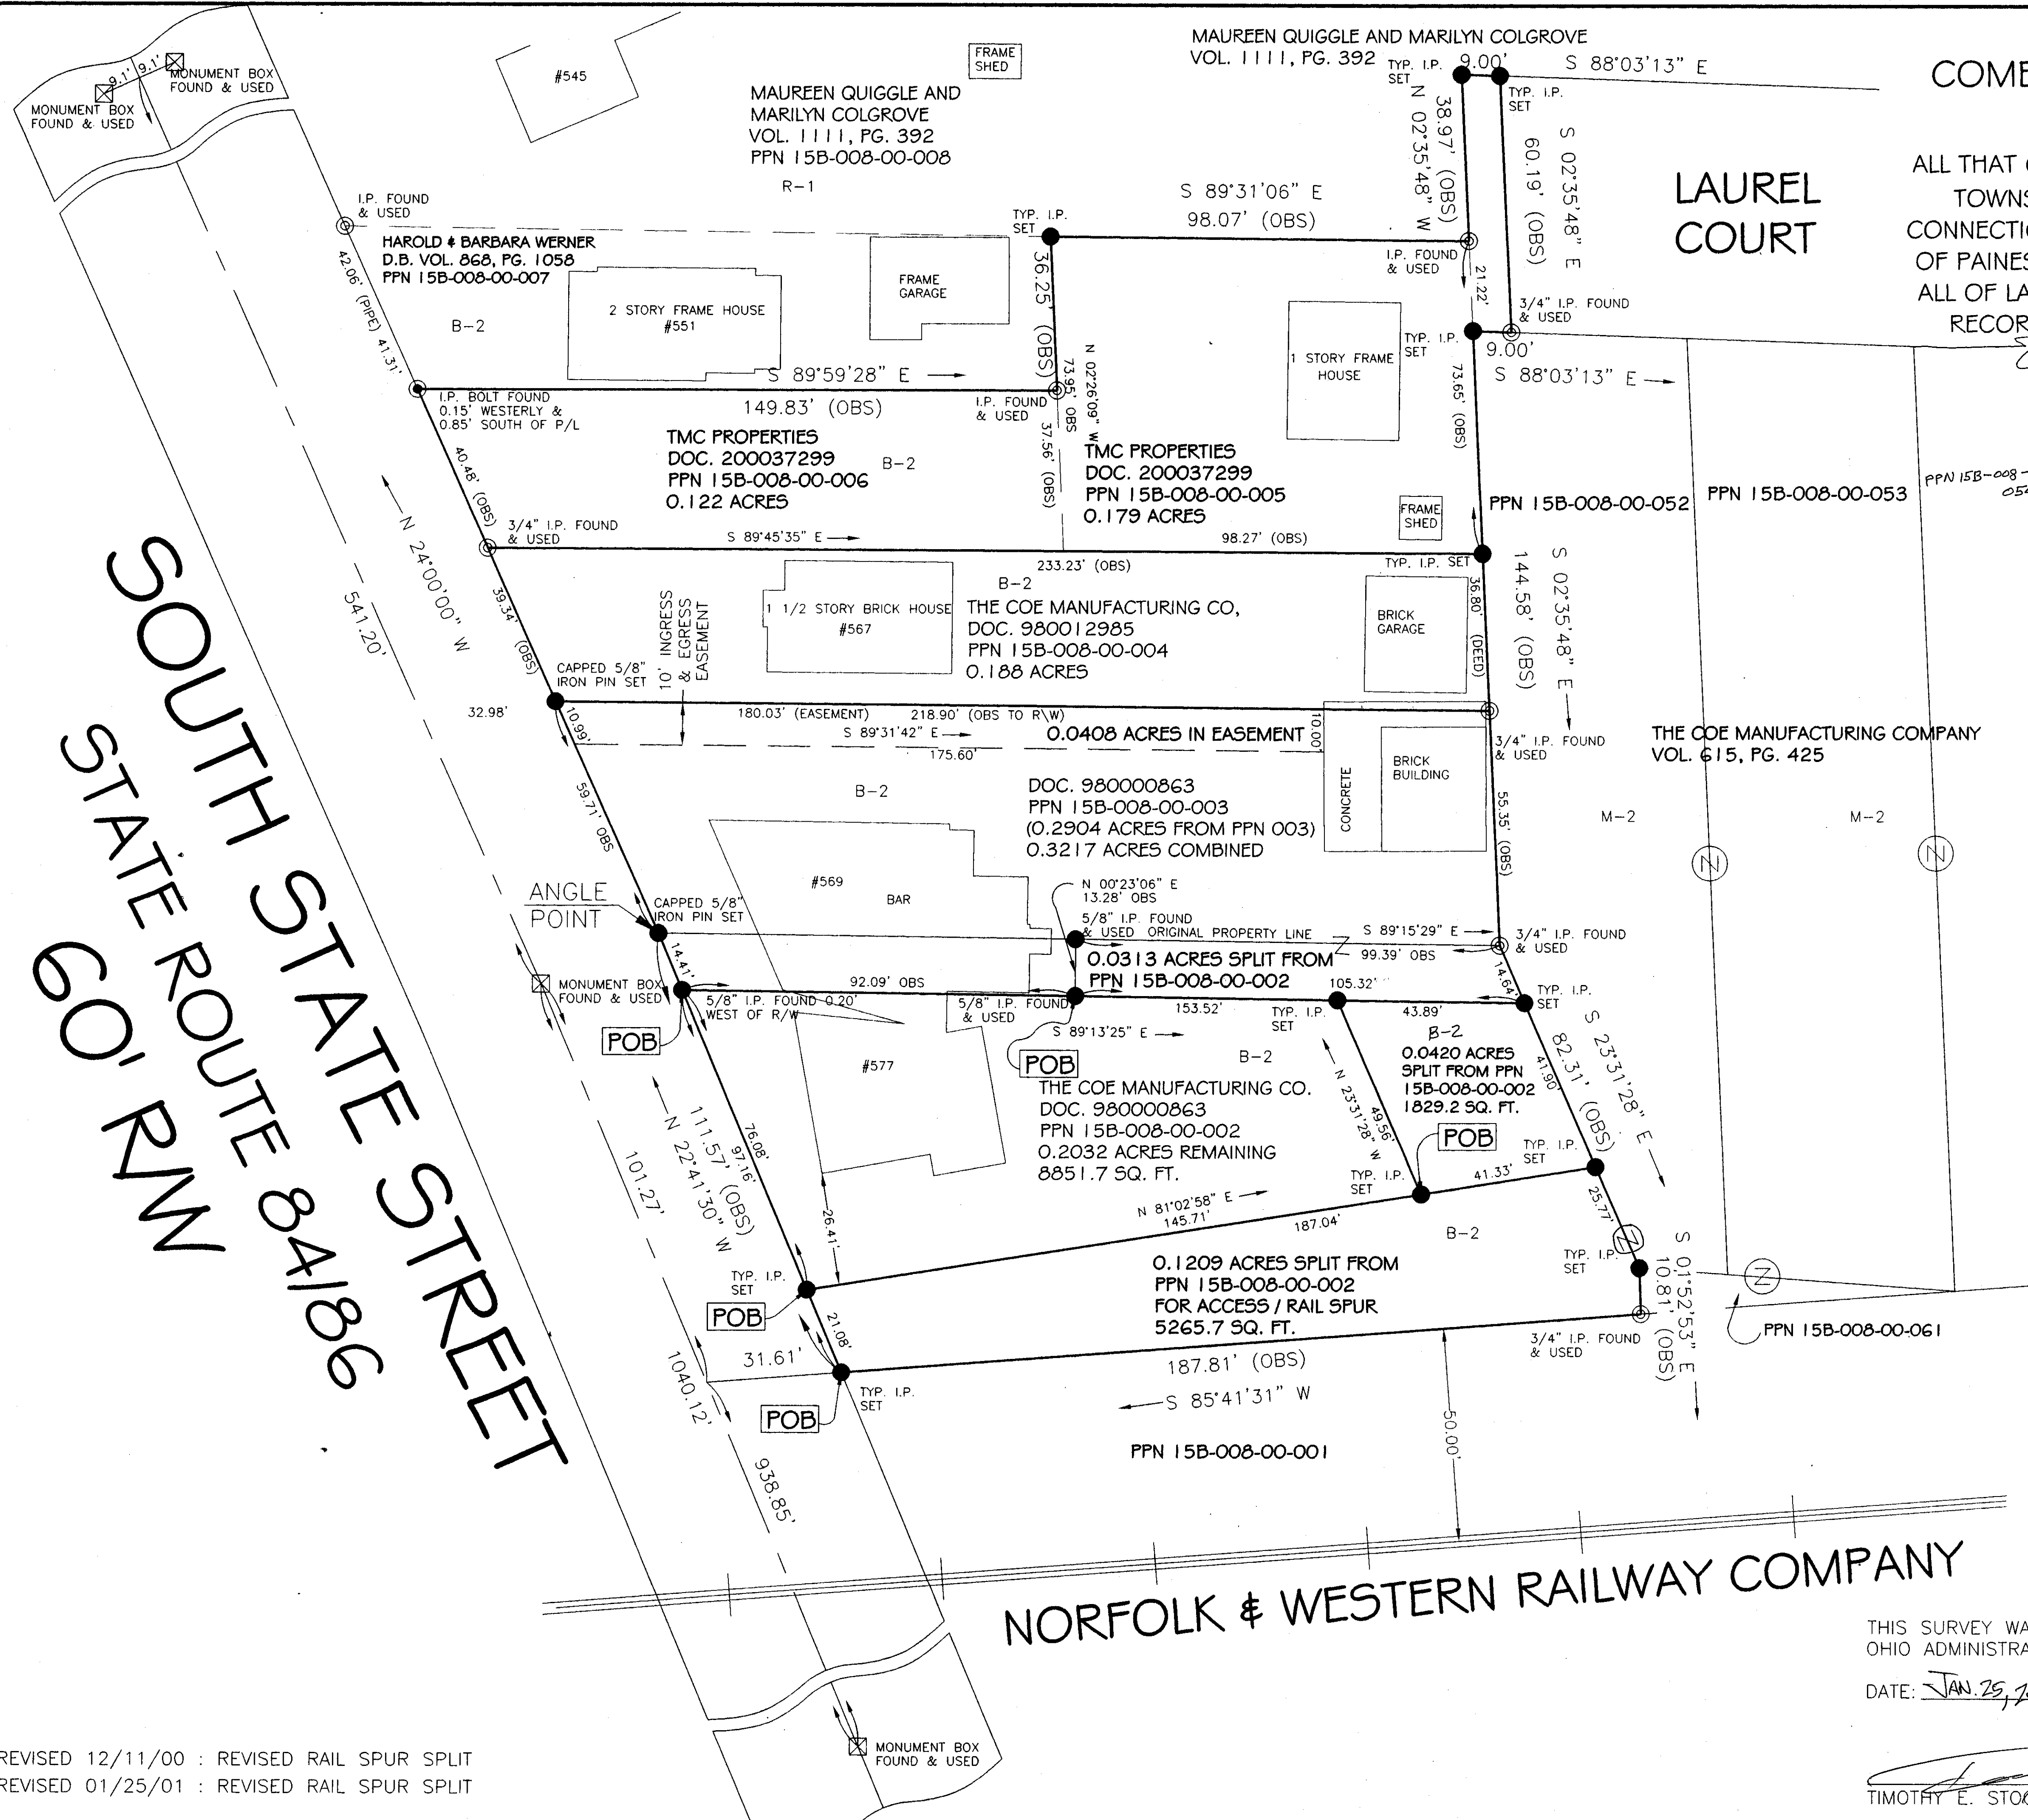 MAUREEN QUIGGLE AND MARILYN COLGROVE
VOL. 1111, PG. 392
TYP. I.P.
SET
9.00'
S 88°03'13" E
TYP. I.P.
SET
N 02°35'48" W
38.97' (OBS)
60.19' (OBS)
S 02°35'48" E
LAUREL
COURT
ALL THAT
OF PAINES
ALL OF LA
9.1'
9.1'
MONUMENT BOX
FOUND & USED
MONUMENT BOX
FOUND & USED
#545
FRAME
SHED
MAUREEN QUIGGLE AND
MARILYN COLGROVE
VOL. 1111, PG. 392
PPN 15B-008-00-008
R-1
I.P. FOUND
& USED
HAROLD & BARBARA WERNER
D.B. VOL. 868, PG. 1058
PPN 15B-008-00-007
B-2
42.06' (PIPE) 41.31'
2 STORY FRAME HOUSE
#551
FRAME
GARAGE
TYP. I.P.
SET
S 89°31'06" E
98.07' (OBS)
I.P. FOUND
& USED
21.22'
3/4" I.P. FOUND
& USED
TYP. I.P.
SET
9.00'
S 88°03'13" E
36.25' (OBS)
73.95' OBS
N 02°26'09" W
37.56' (OBS)
1 STORY FRAME
HOUSE
73.65' (OBS)
S 89°59'28" E
149.83' (OBS)
I.P. BOLT FOUND
0.15' WESTERLY &
0.85' SOUTH OF P/L
I.P. FOUND
& USED
TMC PROPERTIES
DOC. 200037299
PPN 15B-008-00-006
0.122 ACRES
B-2
TMC PROPERTIES
DOC. 200037299
PPN 15B-008-00-005
0.179 ACRES
FRAME
SHED
PPN 15B-008-00-052
PPN 15B-008-00-053
PPN 15B-008-
40.48' (OBS)
3/4" I.P. FOUND
& USED
S 89°45'35" E
98.27' (OBS)
233.23' (OBS)
TYP. I.P. SET
N 24°00'00" W
541.20'
39.34' (OBS)
B-2
1 1/2 STORY BRICK HOUSE
#567
10' INGRESS
& EGRESS
EASEMENT
THE COE MANUFACTURING CO,
DOC. 980012985
PPN 15B-008-00-004
0.188 ACRES
BRICK
GARAGE
36.80' (DEED)
144.58' (OBS)
S 02°35'48" E
CAPPED 5/8"
IRON PIN SET
32.98'
10.99'
180.03' (EASEMENT)
218.90' (OBS TO R\W)
S 89°31'42" E
0.0408 ACRES IN EASEMENT
10.00'
175.60'
3/4" I.P. FOUND
& USED
THE COE MANUFACTURING COMPANY
VOL. 615, PG. 425
M-2
M-2
Z
Z
59.71' OBS
B-2
DOC. 980000863
PPN 15B-008-00-003
(0.2904 ACRES FROM PPN 003)
0.3217 ACRES COMBINED
CONCRETE
BRICK
BUILDING
55.35' (OBS)
#569
BAR
N 00°23'06" E
13.28' OBS
5/8" I.P. FOUND
& USED
ORIGINAL PROPERTY LINE
S 89°15'29" E
99.39' OBS
3/4" I.P. FOUND
& USED
ANGLE
POINT
CAPPED 5/8"
IRON PIN SET
14.41'
0.0313 ACRES SPLIT FROM
PPN 15B-008-00-002
MONUMENT BOX
FOUND & USED
92.09' OBS
5/8" I.P. FOUND 0.20'
WEST OF R/W
5/8" I.P. FOUND
& USED
105.32'
153.52'
TYP. I.P.
SET
43.89'
14.64'
TYP. I.P.
SET
POB
S 89°13'25" E
POB
B-2
B-2
0.0420 ACRES
SPLIT FROM PPN
15B-008-00-002
1829.2 SQ. FT.
#577
THE COE MANUFACTURING CO.
DOC. 980000863
PPN 15B-008-00-002
0.2032 ACRES REMAINING
8851.7 SQ. FT.
49.56'
N 23°31'28" W
POB
41.90'
82.31' (OBS)
S 23°31'28" E
TYP. I.P.
SET
76.08'
97.16'
111.57' (OBS)
N 22°41'30" W
101.27'
TYP. I.P.
SET
41.33'
25.77'
26.41'
N 81°02'58" E
145.71'
187.04'
B-2
Z
TYP. I.P.
SET
S 01°52'53" E
10.81' (OBS)
Z
PPN 15B-008-00-061
0.1209 ACRES SPLIT FROM
PPN 15B-008-00-002
FOR ACCESS / RAIL SPUR
5265.7 SQ. FT.
TYP. I.P.
SET
POB
21.08'
3/4" I.P. FOUND
& USED
31.61'
1040.12'
187.81' (OBS)
S 85°41'31" W
TYP. I.P.
SET
POB
PPN 15B-008-00-001
50.00'
938.85'
SOUTH STATE STREET
STATE ROUTE 84/86
60' R/W
NORFOLK & WESTERN RAILWAY COMPANY
THIS SURVEY WA
OHIO ADMINISTRA
DATE: JAN. 25,
MONUMENT BOX
FOUND & USED
REVISED 12/11/00 : REVISED RAIL SPUR SPLIT
REVISED 01/25/01 : REVISED RAIL SPUR SPLIT
TIMOTHY E.